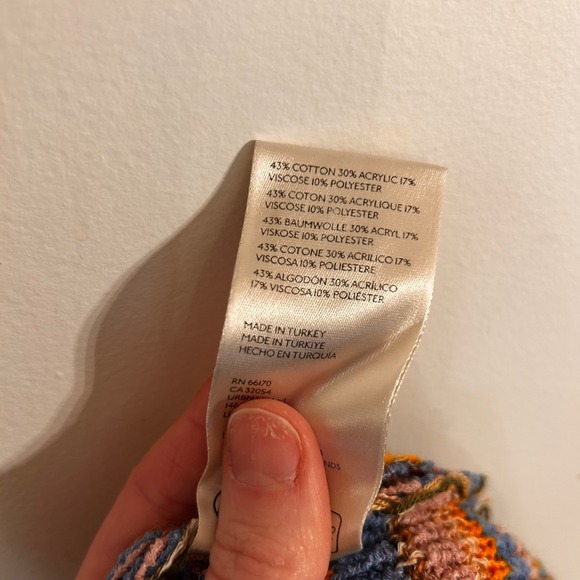 43% COTTON 30% ACRYLIC 17%
VISCOSE 10% POLYESTER
43% COTON 30% ACRYLIQUE 17%
VISCOSE 10% POLYESTER
43% BAUMWOLLE 30% ACRYL 17%
VISKOSE 10% POLYESTER
43% COTONE 30% ACRILICO 17%
VISCOSA 10% POLIESTERE
43% ALGODÓN 30% ACRÍLICO
17% VISCOSA 10% POLIÉSTER
MADE IN TURKEY
MADE IN TÜRKIYE
HECHO EN TURQUÍA
RN 66170
CA 32054